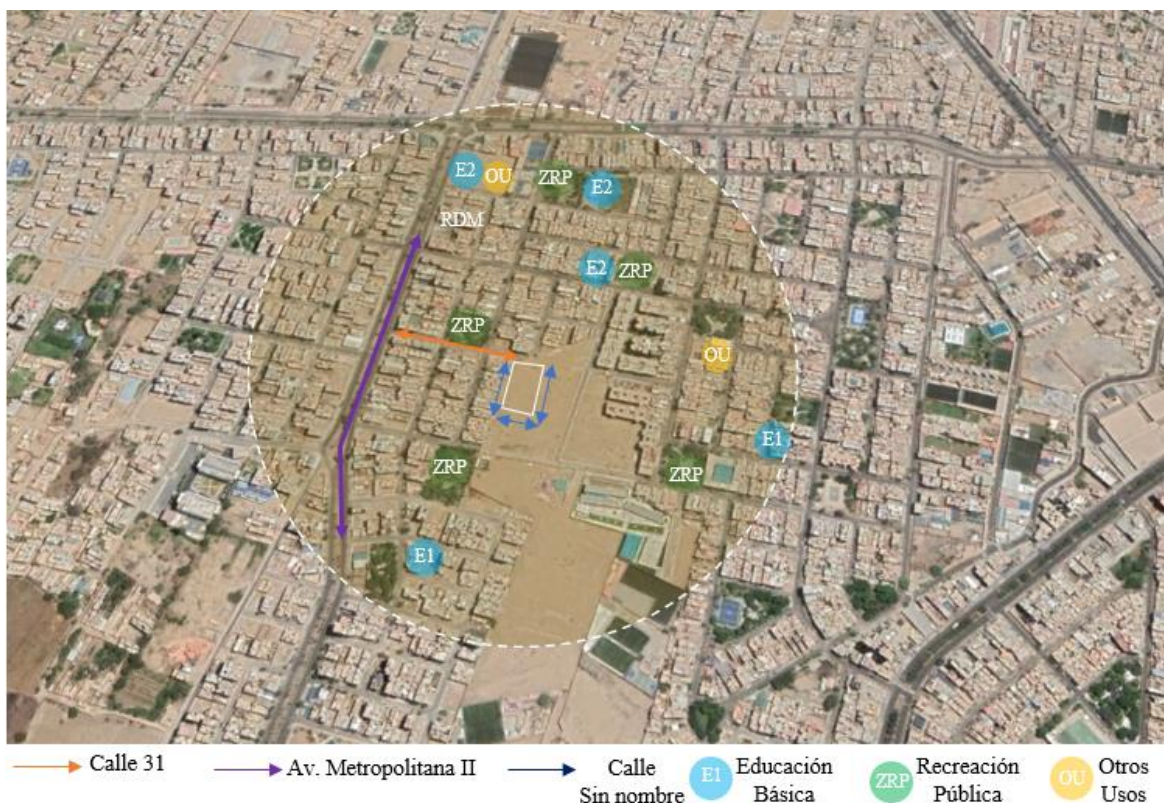 E2
OU
ZRP
E2
RDM
E2
ZRP
ZRP
OU
E1
ZRP
ZRP
E1
Calle 31
Av. Metropolitana II
Calle
Sin nombre
E1
Educación
Básica
ZRP
Recreación
Pública
OU
Otros
Usos